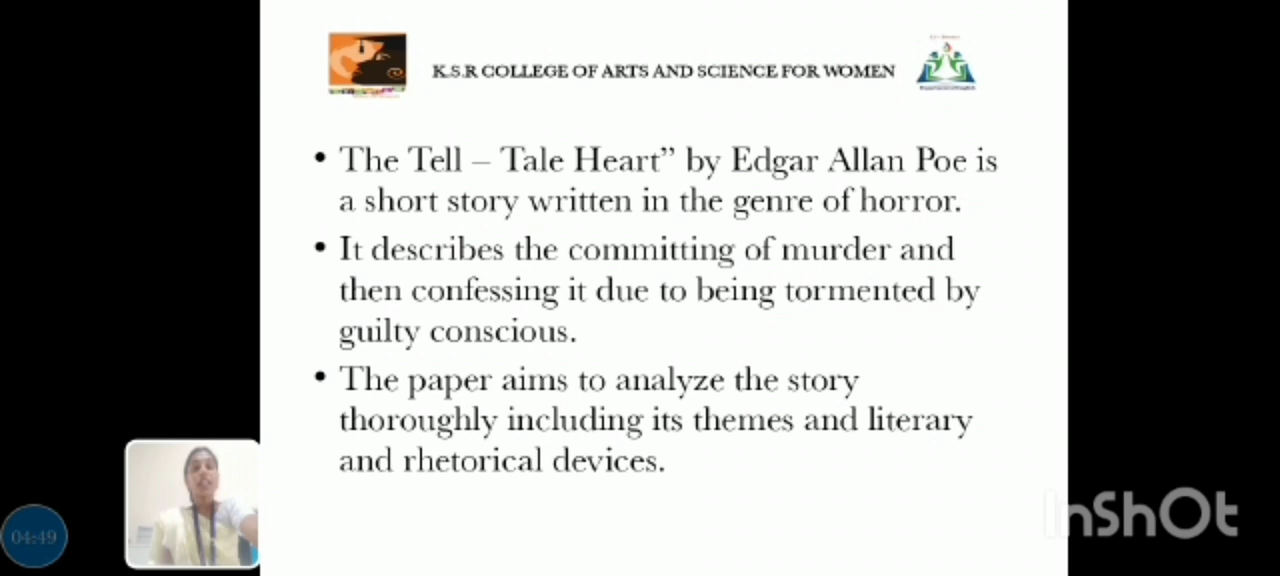 K.S.R COLLEGE OF ARTS AND SCIENCE FOR WOMEN
• The Tell – Tale Heart” by Edgar Allan Poe is
a short story written in the genre of horror.
• It describes the committing of murder and
then confessing it due to being tormented by
guilty conscious.
• The paper aims to analyze the story
thoroughly including its themes and literary
and rhetorical devices.
04:49
InShOt